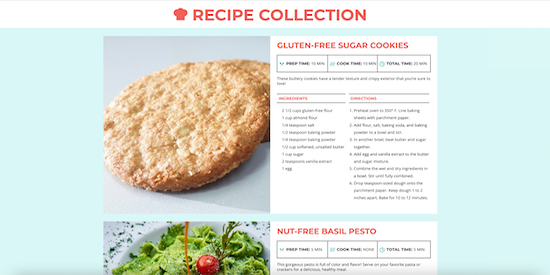 RECIPE COLLECTION
GLUTEN-FREE SUGAR COOKIES
PREP TIME: 10 MIN
COOK TIME: 10 MIN
TOTAL TIME: 20 MIN
These buttery cookies have a tender texture and crispy exterior that you're sure to
love!
INGREDIENTS
2 1/2 cups gluten-free flour
1 cup almond flour
1/4 teaspoon salt
1/2 teaspoon baking powder
1/4 teaspoon baking powder
1/2 cup softened, unsalted butter
1 cup sugar
2 teaspoons vanilla extract
1 egg
DIRECTIONS
1. Preheat oven to 350° F. Line baking
sheets with parchment paper.
2. Add flour, salt, baking soda, and baking
powder to a bowl and stir.
3. In another bowl, beat butter and sugar
together.
4. Add egg and vanilla extract to the butter
and sugar mixture.
5. Combine the wet and dry ingredients in
a bowl. Stir until fully combined.
6. Drop teaspoon-sized dough onto the
parchment paper. Keep dough 1 to 2
inches apart. Bake for 10 to 12 minutes.
NUT-FREE BASIL PESTO
PREP TIME: 5 MIN
COOK TIME: NONE
TOTAL TIME: 5 MIN
This gorgeous pesto is full of color and flavor! Serve on your favorite pasta or
crackers for a delicious, healthy meal.